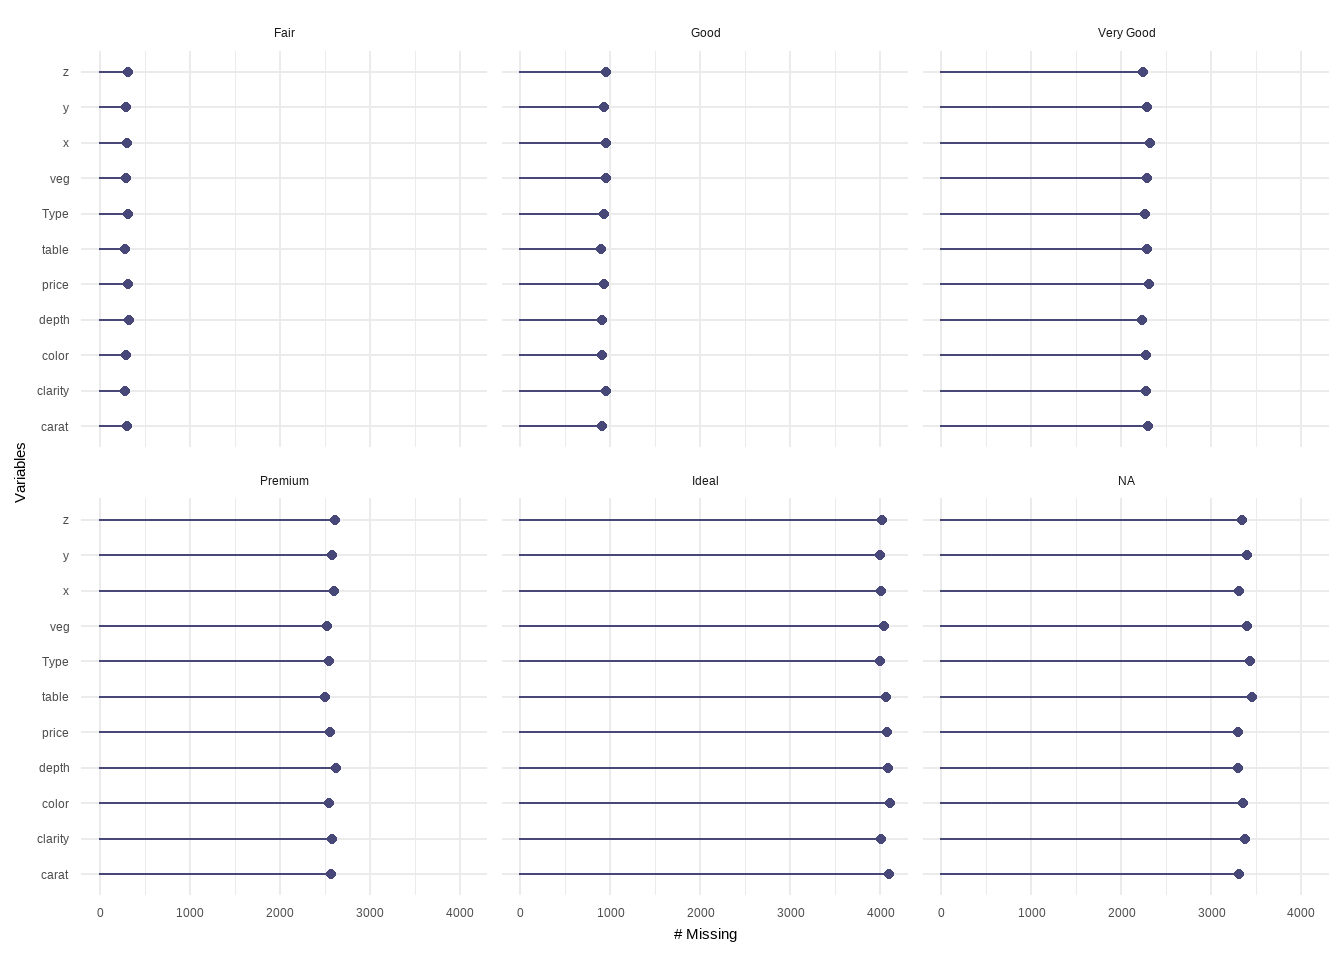 Fair Good Very Good
z
y
x
veg
Type
table
price
depth
color
clarity
carat
Variables
Premium Ideal NA
z
y
x
veg
Type
table
price
depth
color
clarity
carat
0 1000 2000 3000 4000 0 1000 2000 3000 4000 0 1000 2000 3000 4000
# Missing